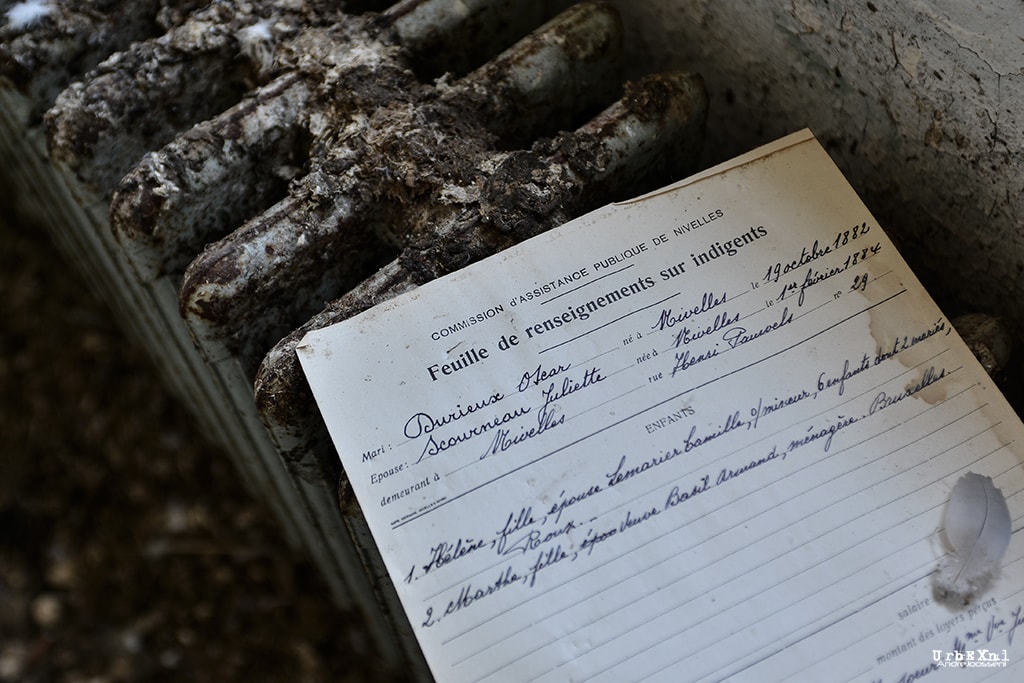 COMMISSION D'ASSISTANCE PUBLIQUE DE NIVELLES
Feuille de renseignements sur indigents
Mari: Durieux Oscar né à Nivelles le 19 octobre 1882
Epouse: Scourneau Juliette née à Nivelles le 1er février 1884
demeurant à Nivelles rue Henri Pauwels no 29
ENFANTS
1. Hélène, fille, épouse Lemarier Camille, o/mineur, 6 enfants dont 2 mariés,
Roux.
2. Marthe, fille, veuve Basil Armand, ménagère. Bruxelles.
salaire
montant des loyers perçus
UrbEXnl